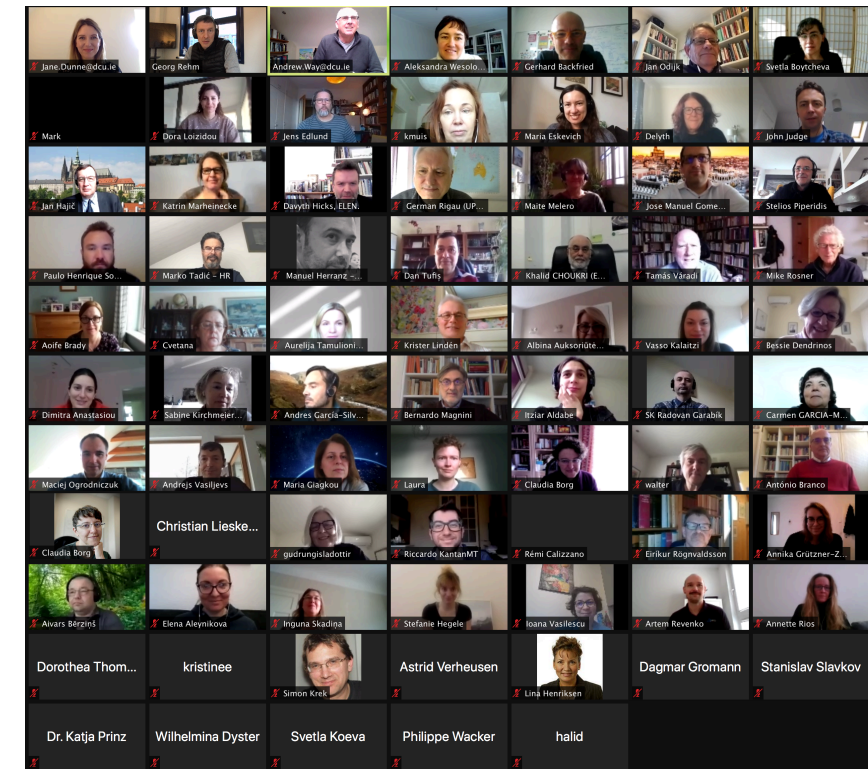 Jane.Dunne@dcu.ie
Georg Rehm
Andrew.Way@dcu.ie
Aleksandra Wesolo...
Gerhard Backfried
Jan Odijk
Svetla Boytcheva
Mark
Dora Loizidou
Jens Edlund
kmuis
Maria Eskevich
Delyth
John Judge
Jan Hajič
Katrin Marheinecke
Davyth Hicks, ELEN.
German Rigau (UP...
Maite Melero
Jose Manuel Gome...
Stelios Piperidis
Paulo Henrique So...
Marko Tadić - HR
Manuel Herranz -...
Dan Tufiș
Khalid CHOUKRI (E...
Tamás Váradi
Mike Rosner
Aoife Brady
Cvetana
Aurelija Tamulioni...
Krister Lindén
Albina Auksoriūte...
Vasso Kalaitzi
Bessie Dendrinos
Dimitra Anastasiou
Sabine Kirchmeier...
Andres García-Silv...
Bernardo Magnini
Itziar Aldabe
SK Radovan Garabík
Carmen GARCIA-M...
Maciej Ogrodniczuk
Andrejs Vasiljevs
Maria Giagkou
Laura
Claudia Borg
walter
António Branco
Claudia Borg
Christian Lieske...
gudrungisladottir
Riccardo KantanMT
Rémi Calizzano
Eiríkur Rögnvaldsson
Annika Grützner-Z...
Aivars Bērziņš
Elena Aleynikova
Inguna Skadiņa
Stefanie Hegele
Ioana Vasilescu
Artem Revenko
Annette Rios
Dorothea Thom...
kristinee
Simon Krek
Astrid Verheusen
Lina Henriksen
Dagmar Gromann
Stanislav Slavkov
Dr. Katja Prinz
Wilhelmina Dyster
Svetla Koeva
Philippe Wacker
halid